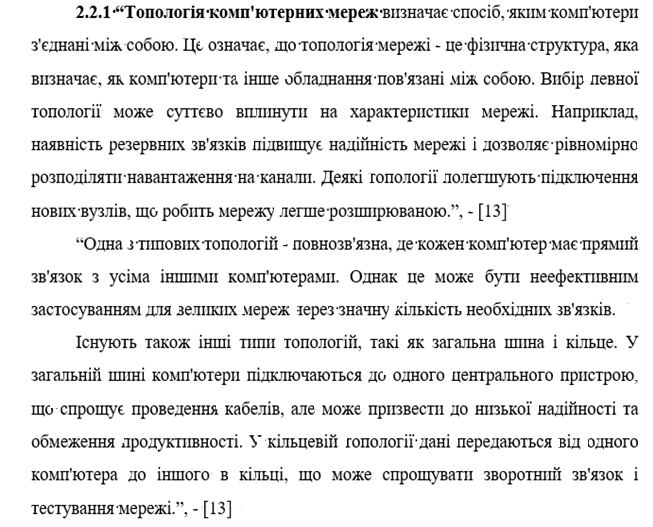 2.2.1 “Топологія комп'ютерних мереж визначає спосіб, яким комп'ютери
з'єднані між собою. Це означає, що топологія мережі - це фізична структура, яка
визначає, як комп'ютери та інше обладнання пов'язані між собою. Вибір певної
топології може суттєво вплинути на характеристики мережі. Наприклад,
наявність резервних зв'язків підвищує надійність мережі і дозволяє рівномірно
розподіляти навантаження на канали. Деякі топології полегшують підключення
нових вузлів, що робить мережу легше розширюваною.”, - [13]
“Одна з типових топологій - повнозв'язна, де кожен комп'ютер має прямий
зв'язок з усіма іншими комп'ютерами. Однак це може бути неефективним
застосуванням для великих мереж через значну кількість необхідних зв'язків.
Існують також інші типи топологій, такі як загальна шина і кільце. У
загальній шині комп'ютери підключаються до одного центрального пристрою,
що спрощує проведення кабелів, але може призвести до низької надійності та
обмеження продуктивності. У кільцевій топології дані передаються від одного
комп'ютера до іншого в кільці, що може спрощувати зворотний зв'язок і
тестування мережі.”, - [13]